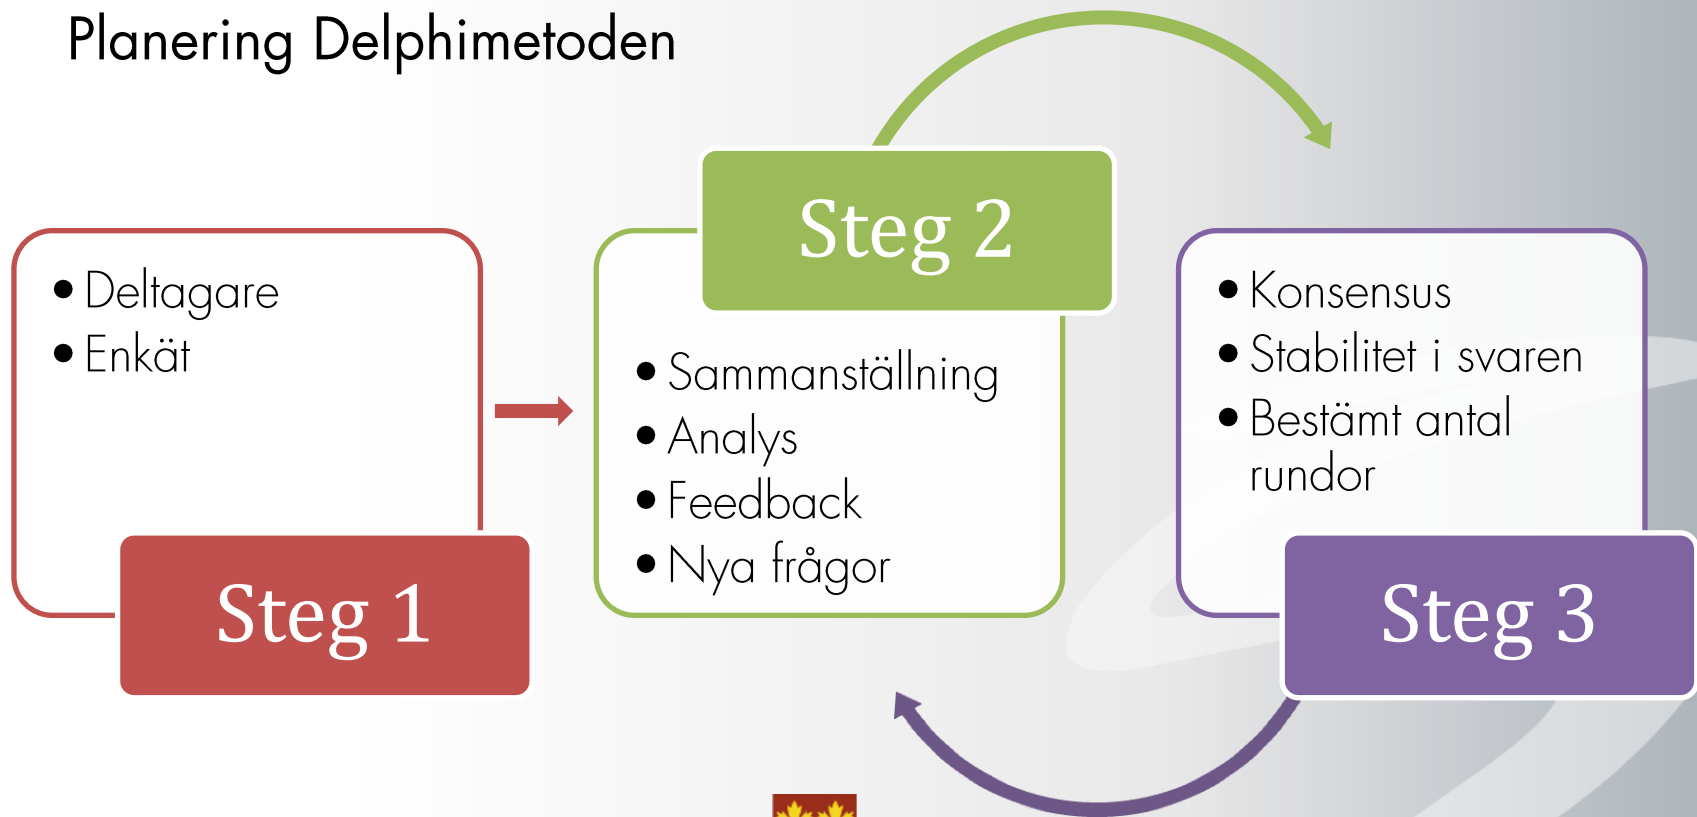 Planering Delphimetoden
• Deltagare
• Enkät
Steg 1
Steg 2
• Sammanställning
• Analys
• Feedback
• Nya frågor
• Konsensus
• Stabilitet i svaren
• Bestämt antal
rundor
Steg 3